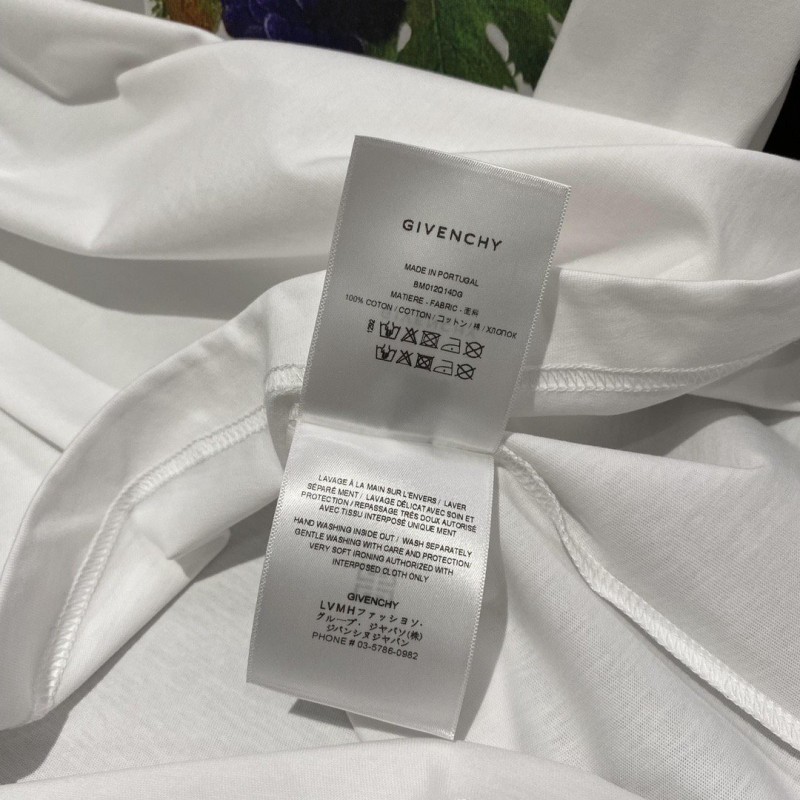 GIVENCHY
MADE IN PORTUGAL
BM012Q14DG
MATIERE - FABRIC - 面料
100% COTON / COTTON / コットン / 棉 / ХЛОПОК
LAVAGE À LA MAIN SUR L'ENVERS / LAVER
SÉPARÉ MENT / LAVAGE DÉLICAT AVEC SOIN ET
PROTECTION / REPASSAGE TRÈS DOUX AUTORISÉ
AVEC TISSU INTERPOSÉ UNIQUE MENT
HAND WASHING INSIDE OUT / WASH SEPARATELY
GENTLE WASHING WITH CARE AND PROTECTION/
VERY SOFT IRONING AUTHORIZED WITH
INTERPOSED CLOTH ONLY
GIVENCHY
LVMHファッション.
グループ. ジャパン(株)
ジバンシヌジャパン
PHONE # 03-5786-0982